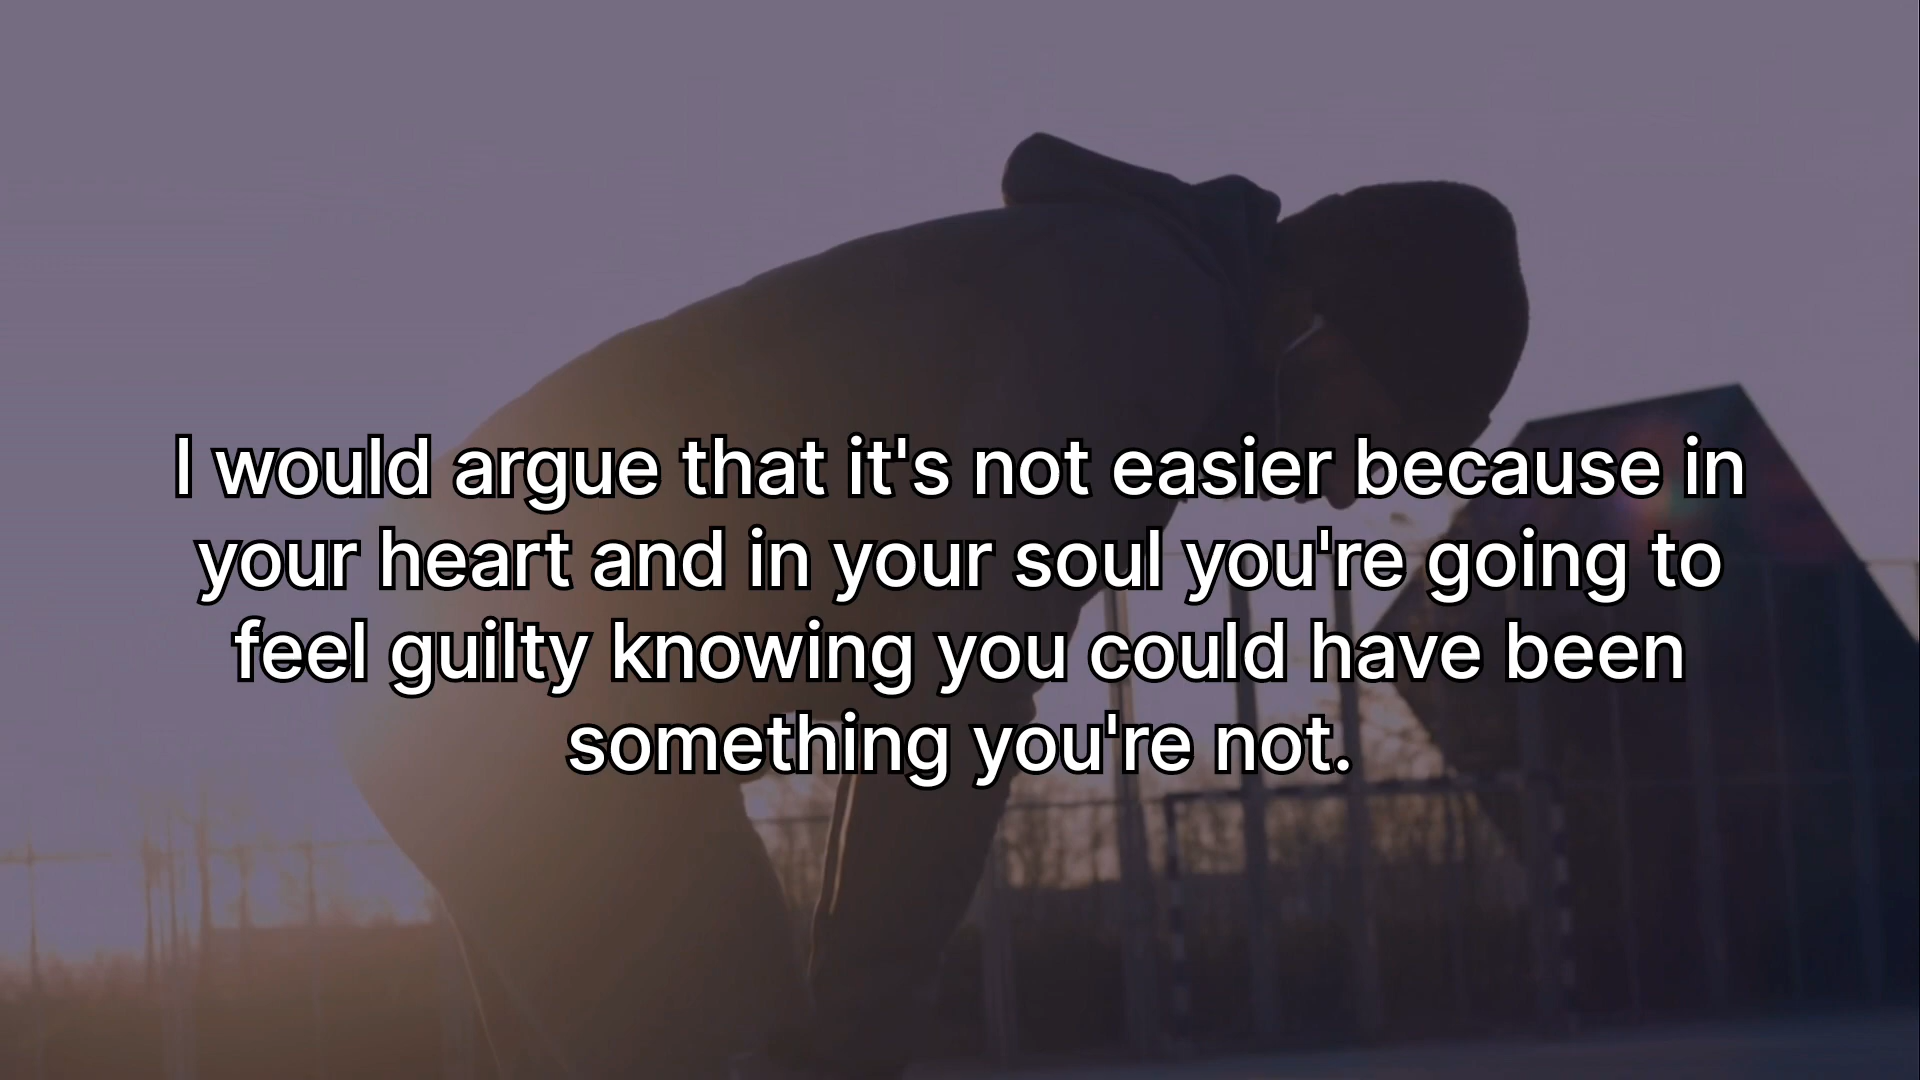 I would argue that it's not easier because in
your heart and in your soul you're going to
feel guilty knowing you could have been
something you're not.